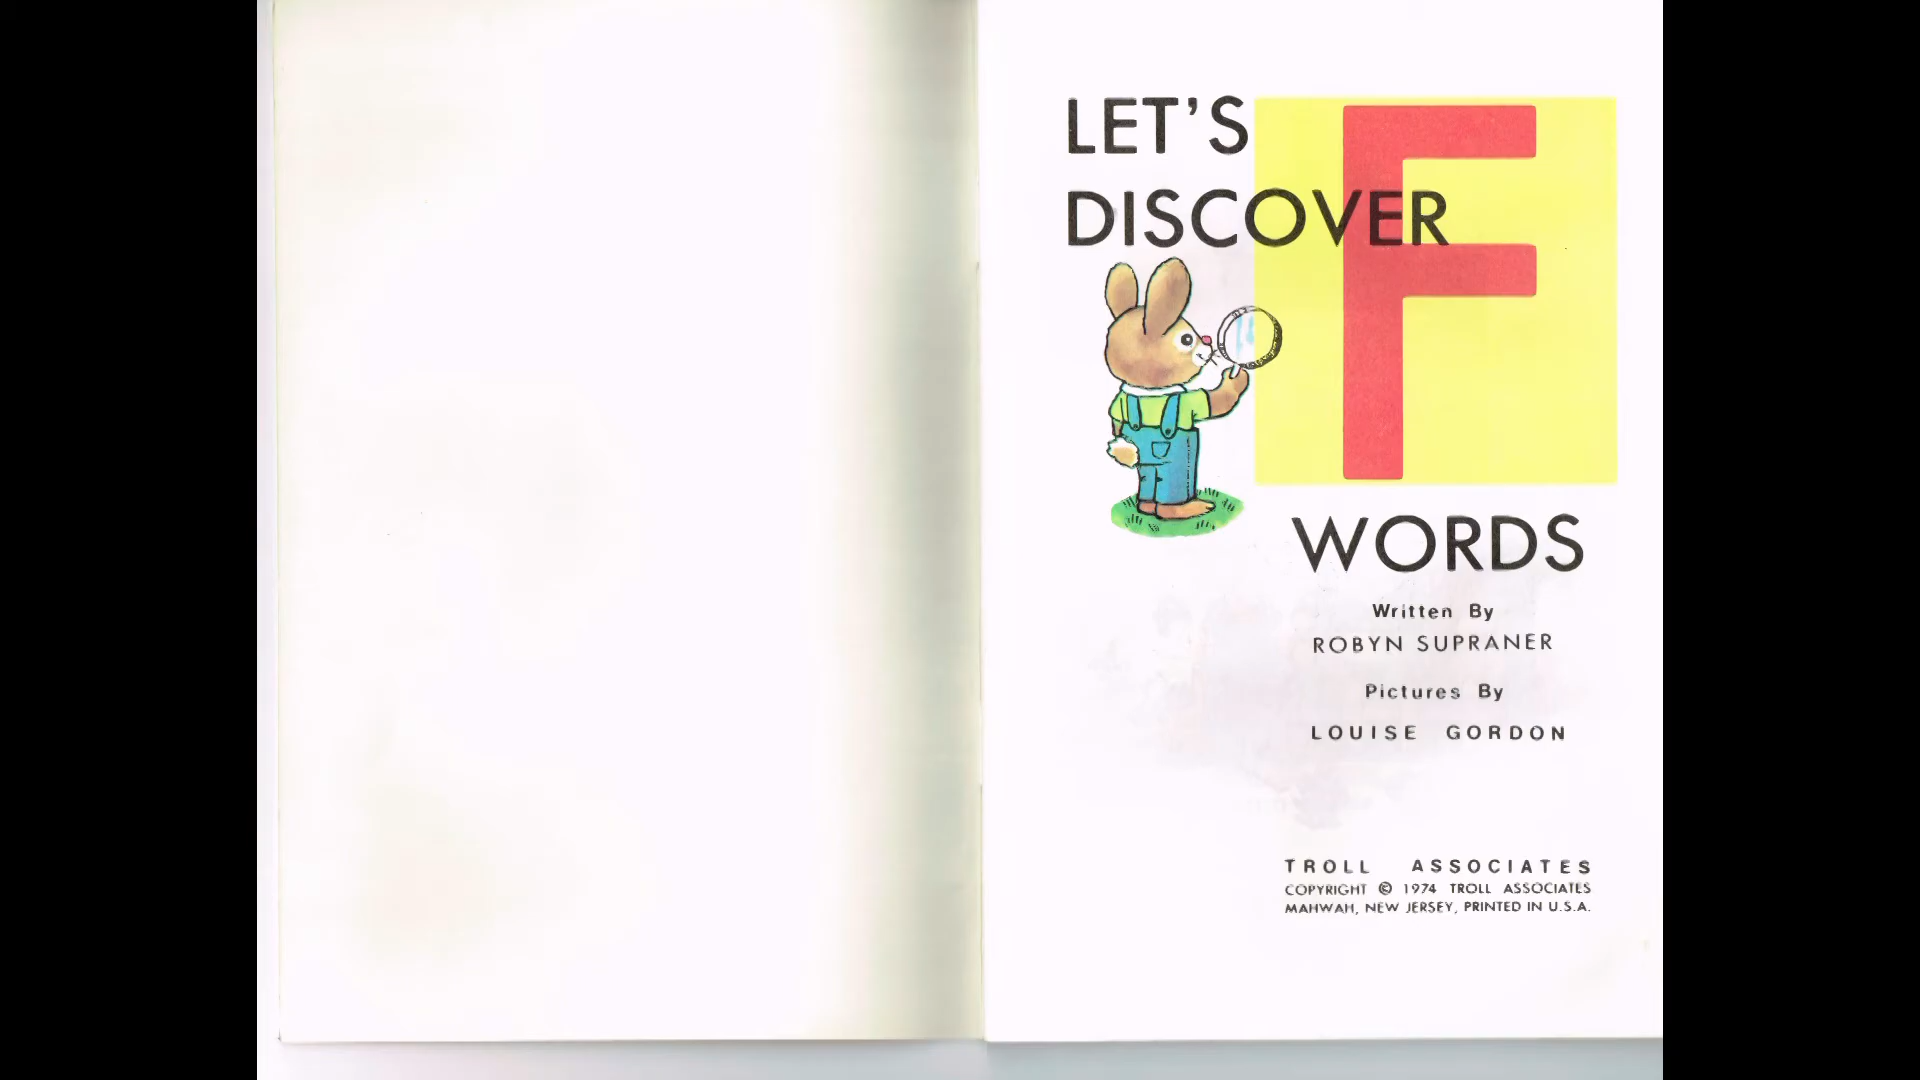 LET'S
DISCOVER
F
WORDS
Written By
ROBYN SUPRANER
Pictures By
LOUISE GORDON
TROLL ASSOCIATES
COPYRIGHT © 1974 TROLL ASSOCIATES
MAHWAH, NEW JERSEY, PRINTED IN U.S.A.